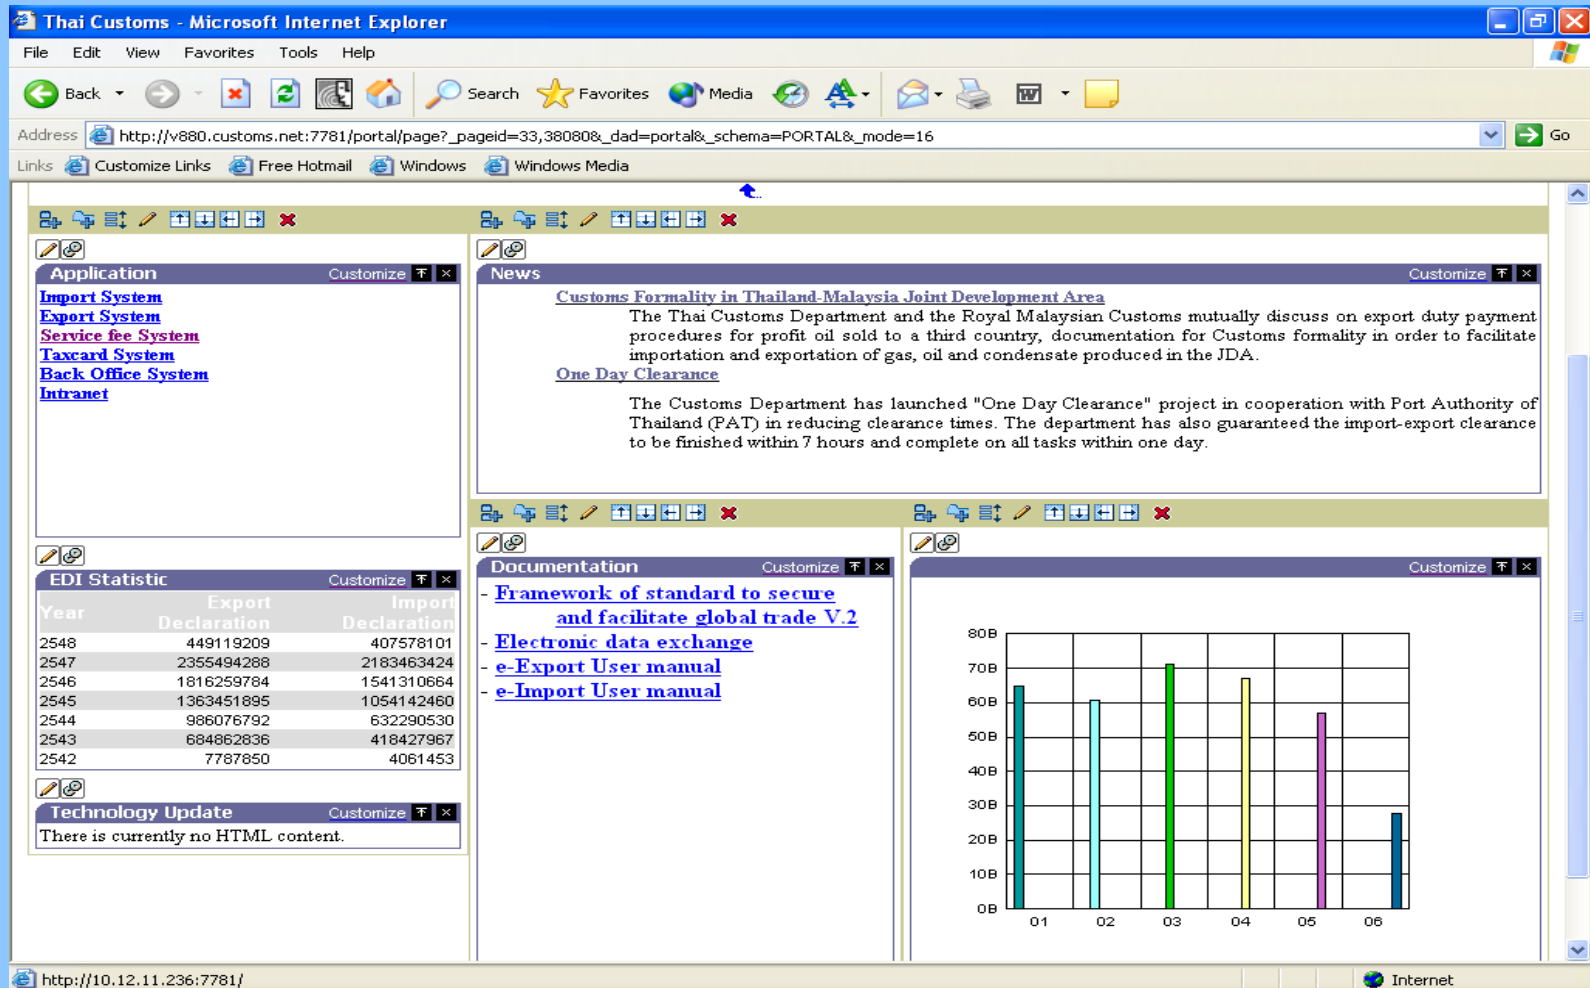 Thai Customs - Microsoft Internet Explorer
File Edit View Favorites Tools Help
Back Search Favorites Media
Address http://v880.customs.net:7781/portal/page?_pageid=33,38080&_dad=portal&_schema=PORTAL&_mode=16 Go
Links Customize Links Free Hotmail Windows Windows Media
Application Customize
Import System
Export System
Service fee System
Taxcard System
Back Office System
Intranet
News Customize
Customs Formality in Thailand-Malaysia Joint Development Area
The Thai Customs Department and the Royal Malaysian Customs mutually discuss on export duty payment
procedures for profit oil sold to a third country, documentation for Customs formality in order to facilitate
importation and exportation of gas, oil and condensate produced in the JDA.
One Day Clearance
The Customs Department has launched "One Day Clearance" project in cooperation with Port Authority of
Thailand (PAT) in reducing clearance times. The department has also guaranteed the import-export clearance
to be finished within 7 hours and complete on all tasks within one day.
EDI Statistic Customize
Year Export Declaration Import Declaration
2548 449119209 407578101
2547 2355494288 2183463424
2546 1816259784 1541310664
2545 1363451895 1054142460
2544 986076792 632290530
2543 684862836 418427967
2542 7787850 4061453
Technology Update Customize
There is currently no HTML content.
Documentation Customize
- Framework of standard to secure
and facilitate global trade V.2
- Electronic data exchange
- e-Export User manual
- e-Import User manual
Customize
80B
70B
60B
50B
40B
30B
20B
10B
0B
01 02 03 04 05 06
http://10.12.11.236:7781/ Internet